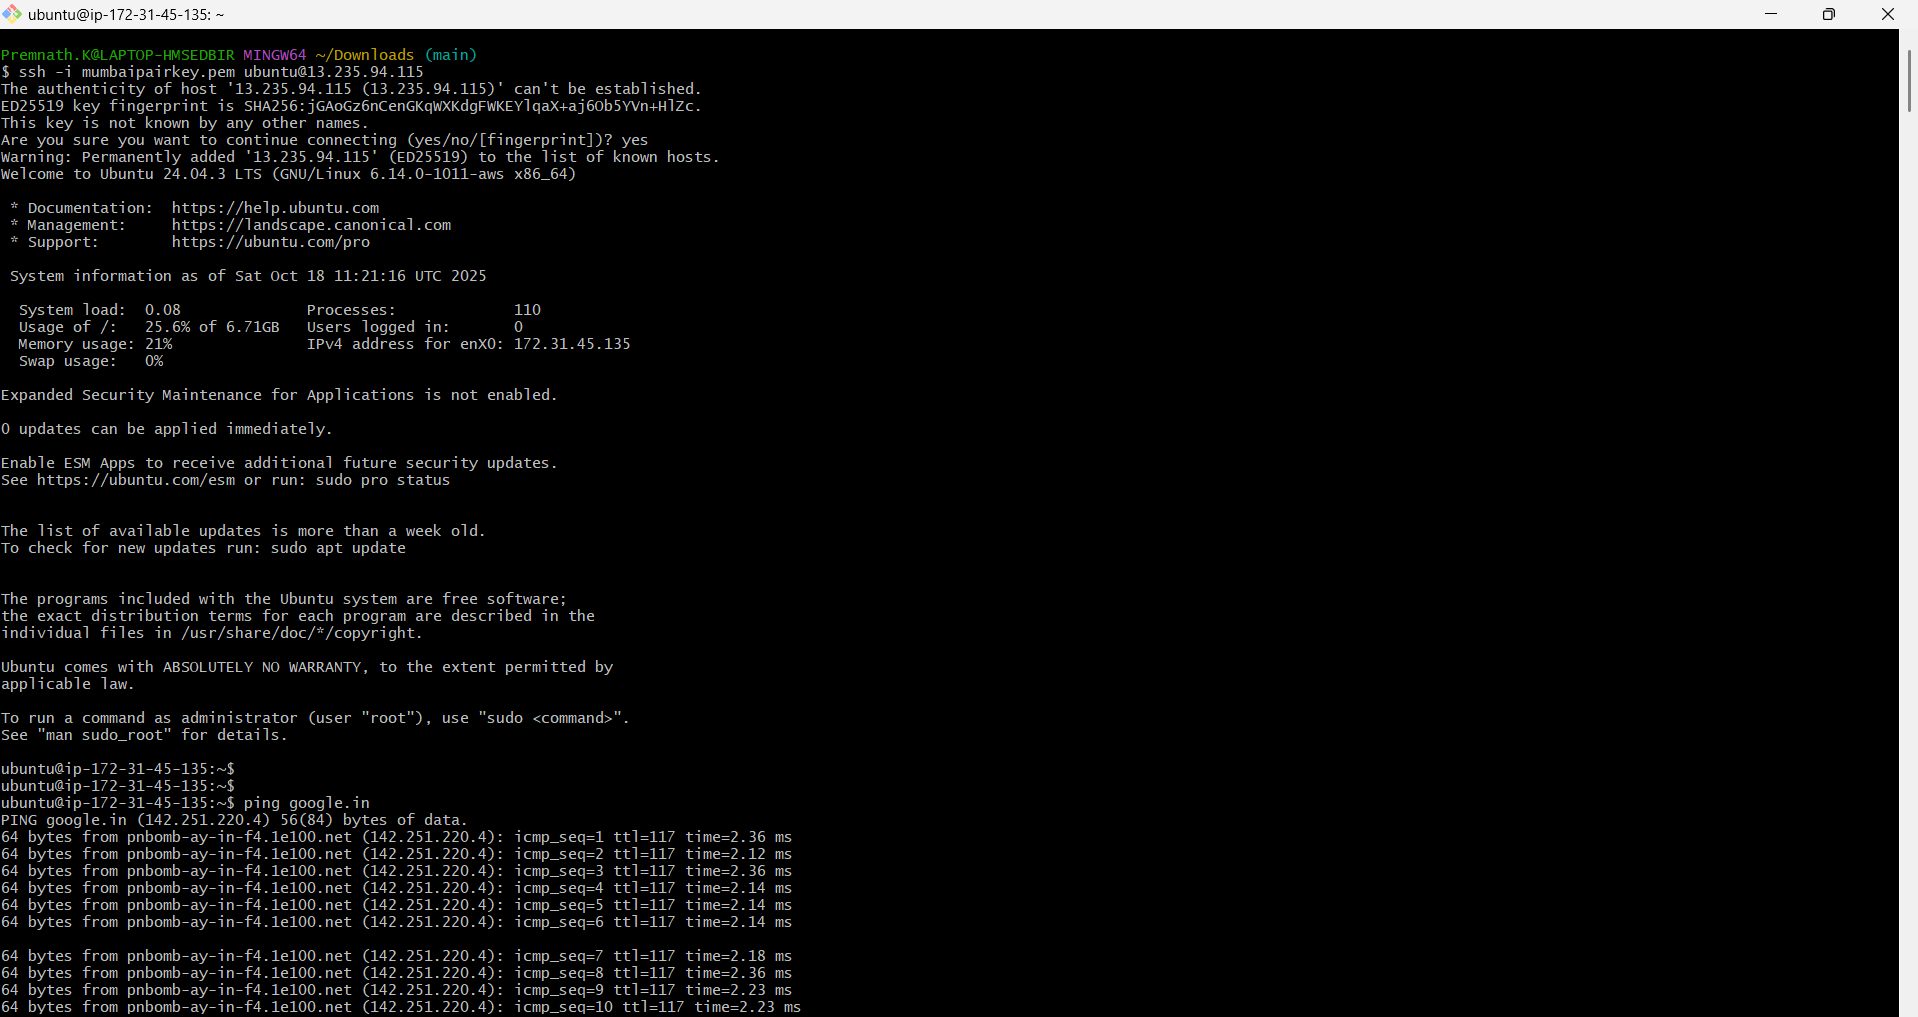 ubuntu@ip-172-31-45-135: ~
Premnath.K@LAPTOP-HMSEDBIR MINGW64 ~/Downloads (main)
$ ssh -i mumbaipairkey.pem ubuntu@13.235.94.115
The authenticity of host '13.235.94.115 (13.235.94.115)' can't be established.
ED25519 key fingerprint is SHA256:jGAoGz6nCenGKqWXKdgFWKEYlqaX+aj6Ob5YVn+HlZc.
This key is not known by any other names.
Are you sure you want to continue connecting (yes/no/[fingerprint])? yes
Warning: Permanently added '13.235.94.115' (ED25519) to the list of known hosts.
Welcome to Ubuntu 24.04.3 LTS (GNU/Linux 6.14.0-1011-aws x86_64)
* Documentation:  https://help.ubuntu.com
* Management:     https://landscape.canonical.com
* Support:        https://ubuntu.com/pro
System information as of Sat Oct 18 11:21:16 UTC 2025
System load:  0.08              Processes:             110
Usage of /:   25.6% of 6.71GB   Users logged in:       0
Memory usage: 21%               IPv4 address for enX0: 172.31.45.135
Swap usage:   0%
Expanded Security Maintenance for Applications is not enabled.
0 updates can be applied immediately.
Enable ESM Apps to receive additional future security updates.
See https://ubuntu.com/esm or run: sudo pro status
The list of available updates is more than a week old.
To check for new updates run: sudo apt update
The programs included with the Ubuntu system are free software;
the exact distribution terms for each program are described in the
individual files in /usr/share/doc/*/copyright.
Ubuntu comes with ABSOLUTELY NO WARRANTY, to the extent permitted by
applicable law.
To run a command as administrator (user "root"), use "sudo <command>".
See "man sudo_root" for details.
ubuntu@ip-172-31-45-135:~$
ubuntu@ip-172-31-45-135:~$
ubuntu@ip-172-31-45-135:~$ ping google.in
PING google.in (142.251.220.4) 56(84) bytes of data.
64 bytes from pnbomb-ay-in-f4.1e100.net (142.251.220.4): icmp_seq=1 ttl=117 time=2.36 ms
64 bytes from pnbomb-ay-in-f4.1e100.net (142.251.220.4): icmp_seq=2 ttl=117 time=2.12 ms
64 bytes from pnbomb-ay-in-f4.1e100.net (142.251.220.4): icmp_seq=3 ttl=117 time=2.36 ms
64 bytes from pnbomb-ay-in-f4.1e100.net (142.251.220.4): icmp_seq=4 ttl=117 time=2.14 ms
64 bytes from pnbomb-ay-in-f4.1e100.net (142.251.220.4): icmp_seq=5 ttl=117 time=2.14 ms
64 bytes from pnbomb-ay-in-f4.1e100.net (142.251.220.4): icmp_seq=6 ttl=117 time=2.14 ms
64 bytes from pnbomb-ay-in-f4.1e100.net (142.251.220.4): icmp_seq=7 ttl=117 time=2.18 ms
64 bytes from pnbomb-ay-in-f4.1e100.net (142.251.220.4): icmp_seq=8 ttl=117 time=2.36 ms
64 bytes from pnbomb-ay-in-f4.1e100.net (142.251.220.4): icmp_seq=9 ttl=117 time=2.23 ms
64 bytes from pnbomb-ay-in-f4.1e100.net (142.251.220.4): icmp_seq=10 ttl=117 time=2.23 ms